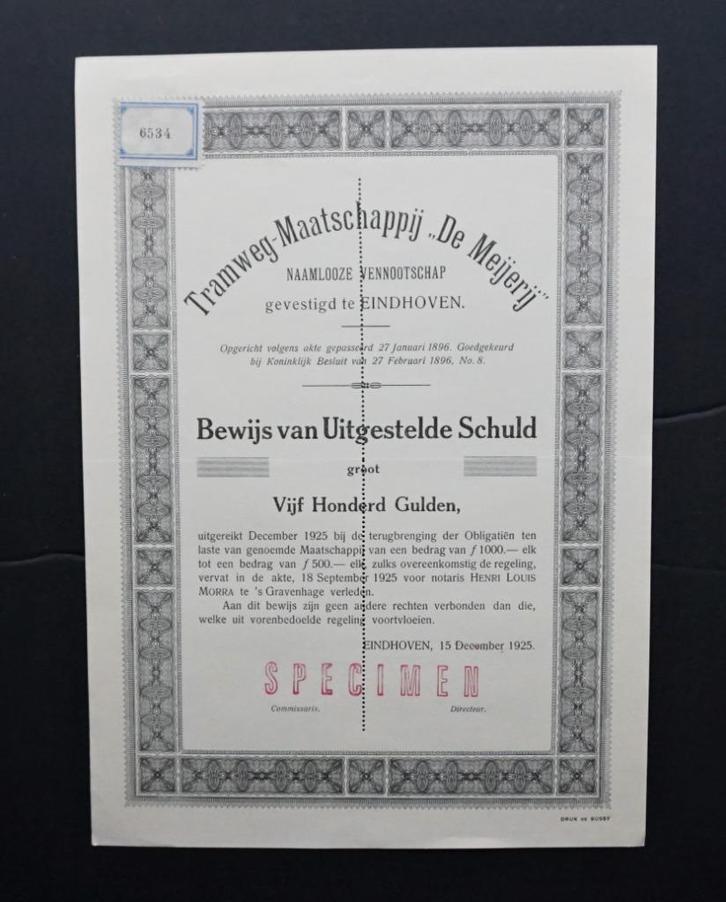 6534
Tramweg-Maatschappij „De Meijerij”
NAAMLOOZE VENNOOTSCHAP
gevestigd te EINDHOVEN.
Opgericht volgens akte gepasseerd 27 Januari 1896. Goedgekeurd
bij Koninklijk Besluit van 27 Februari 1896, No. 8.
Bewijs van Uitgestelde Schuld
groot
Vijf Honderd Gulden,
uitgereikt December 1925 bij de terugbrenging der Obligatiën ten
laste van genoemde Maatschappij van een bedrag van ƒ 1000.— elk
tot een bedrag van ƒ 500.— elk, zulks overeenkomstig de regeling,
vervat in de akte, 18 September 1925 voor notaris HENRI LOUIS
MORRA te 's Gravenhage verleden.
Aan dit bewijs zijn geen andere rechten verbonden dan die,
welke uit vorenbedoelde regeling voortvloeien.
EINDHOVEN, 15 December 1925.
SPECIMEN
Commissaris. Directeur.
DRUK DE BUSSY